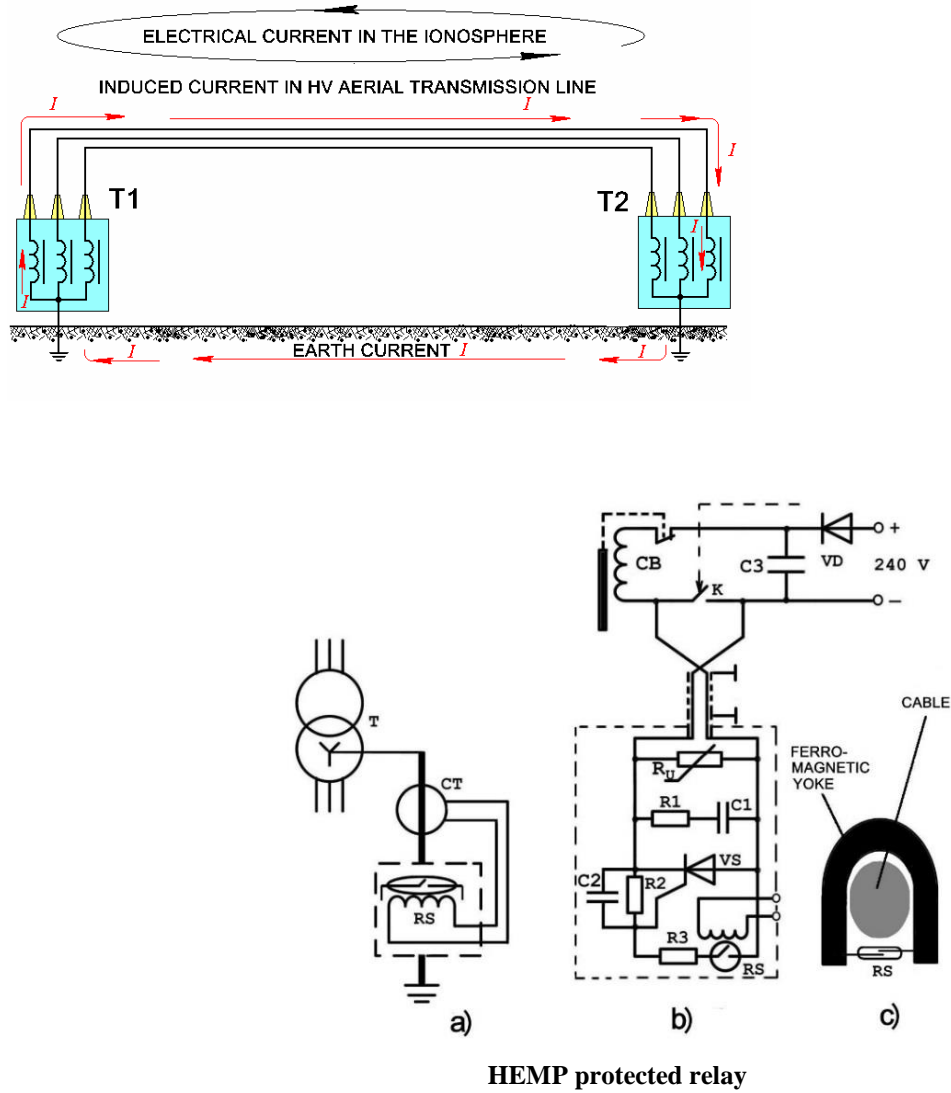 ELECTRICAL CURRENT IN THE IONOSPHERE
INDUCED CURRENT IN HV AERIAL TRANSMISSION LINE
I
I
I
T1
T2
I
I
I
EARTH CURRENT I
I
CB
C3
VD
+
240 V
–
K
T
CT
RS
a)
RU
R1
C1
C2
R2
VS
R3
RS
b)
CABLE
FERRO-
MAGNETIC
YOKE
RS
c)
HEMP protected relay